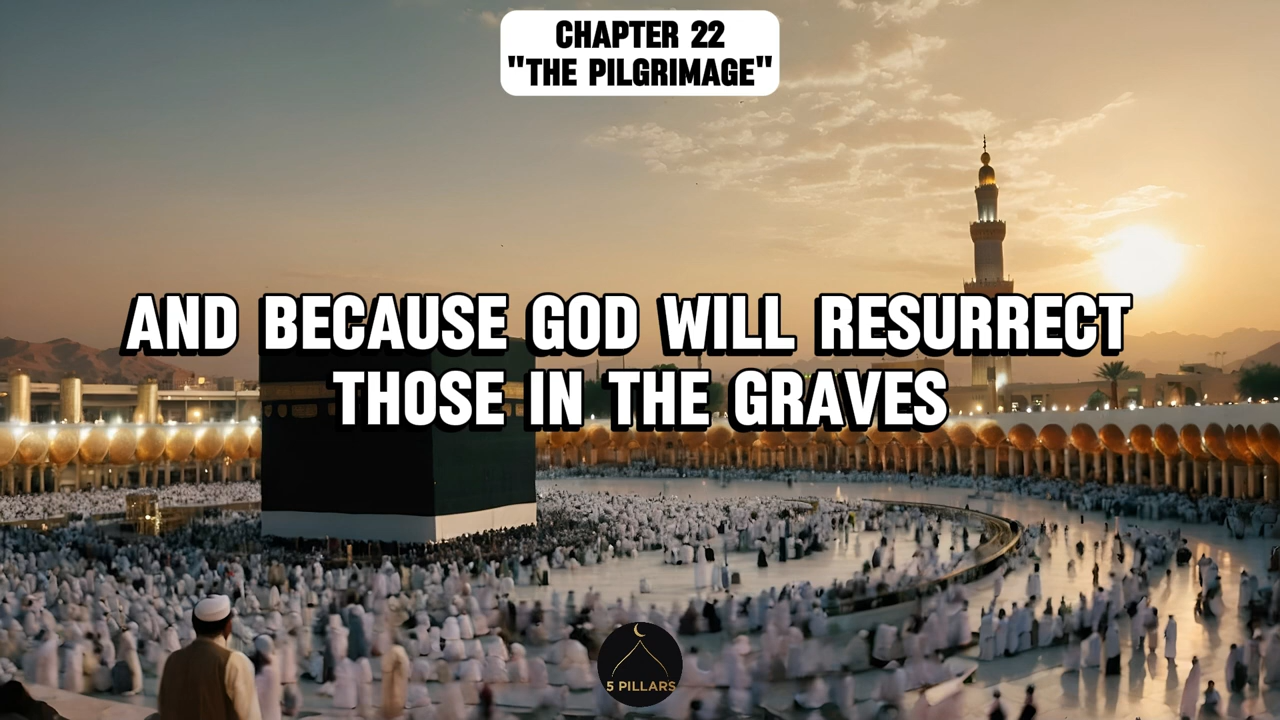 CHAPTER 22
"THE PILGRIMAGE"
AND BECAUSE GOD WILL RESURRECT
THOSE IN THE GRAVES
5 PILLARS